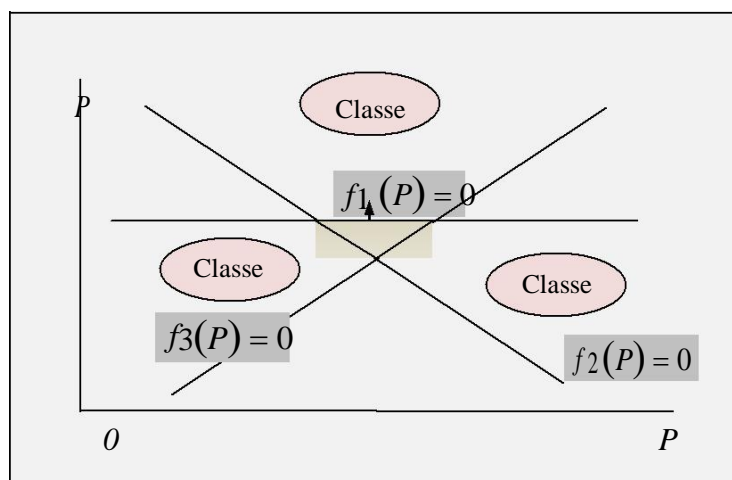 P
Classe
f1 (P) = 0
Classe
Classe
f3(P) = 0
f2(P) = 0
0
P